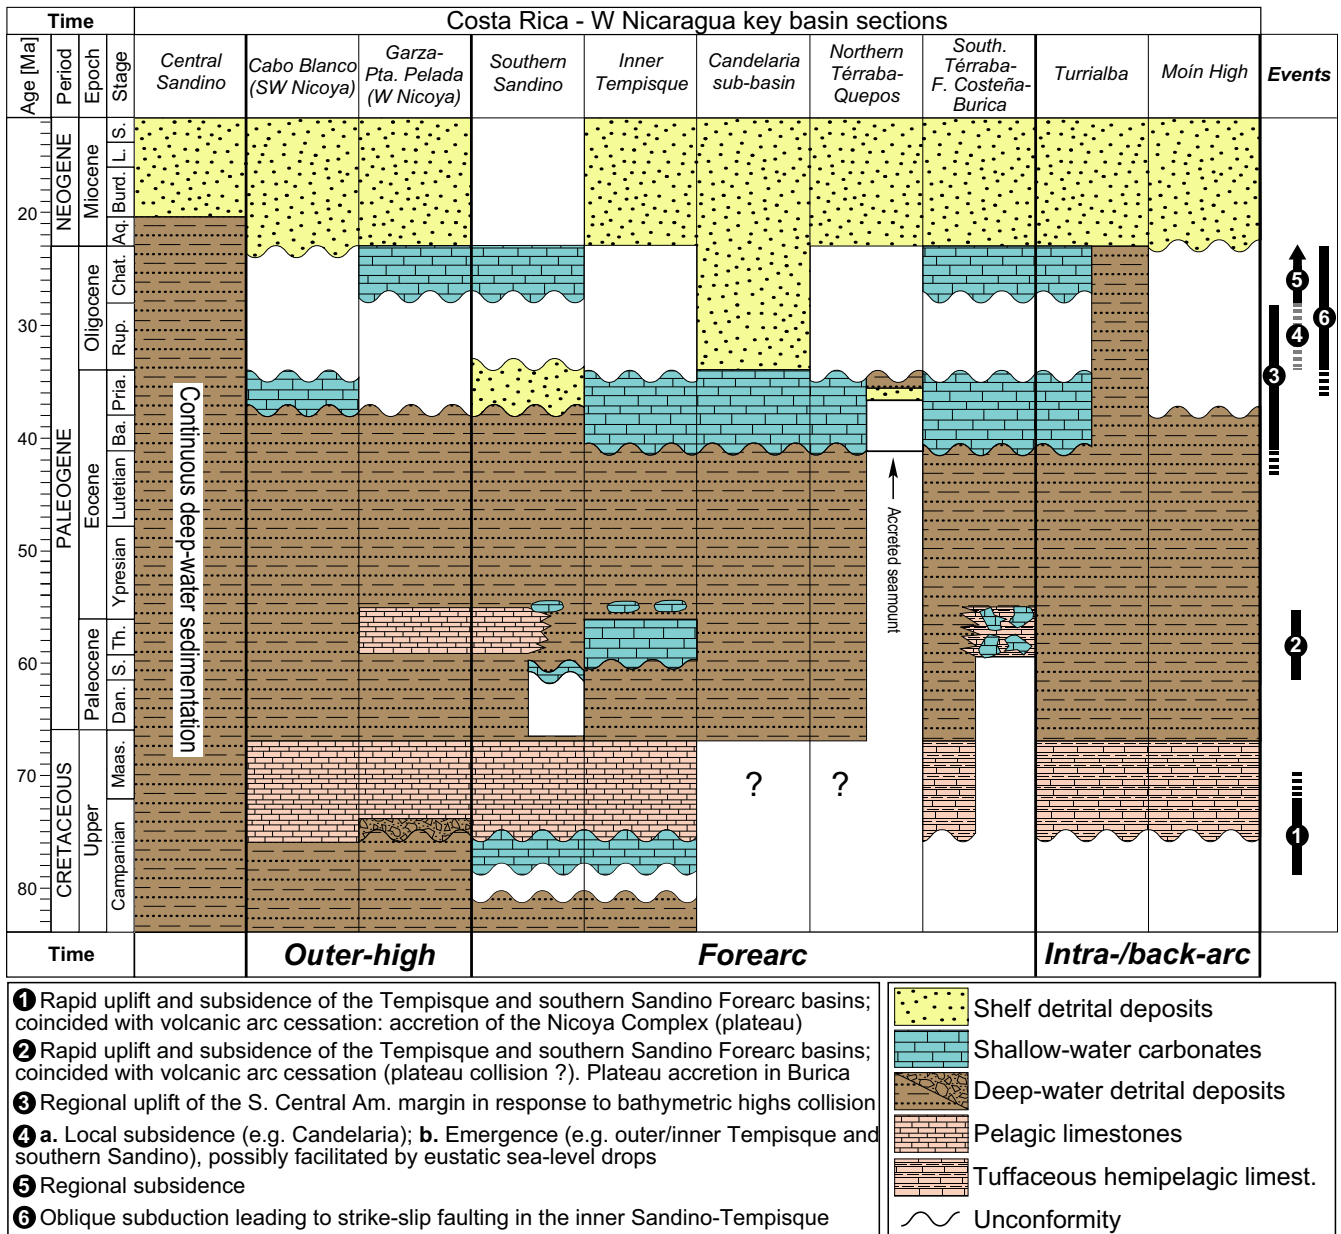 Time
Costa Rica - W Nicaragua key basin sections
Age [Ma]
Period
Epoch
Stage
Central
Sandino
Cabo Blanco
(SW Nicoya)
Garza-
Pta. Pelada
(W Nicoya)
Southern
Sandino
Inner
Tempisque
Candelaria
sub-basin
Northern
Térraba-
Quepos
South.
Térraba-
F. Costeña-
Burica
Turrialba
Moín High
Events
20
30
40
50
60
70
80
NEOGENE
PALEOGENE
CRETACEOUS
Miocene
Oligocene
Eocene
Paleocene
Upper
S.
L.
Burd.
Aq.
Chat.
Rup.
Pria.
Ba.
Lutetian
Ypresian
Th.
S.
Dan.
Maas.
Campanian
Continuous deep-water sedimentation
Accreted seamount
?
?
5
4
6
3
2
1
Time
Outer-high
Forearc
Intra-/back-arc
1 Rapid uplift and subsidence of the Tempisque and southern Sandino Forearc basins;
coincided with volcanic arc cessation: accretion of the Nicoya Complex (plateau)
2 Rapid uplift and subsidence of the Tempisque and southern Sandino Forearc basins;
coincided with volcanic arc cessation (plateau collision ?). Plateau accretion in Burica
3 Regional uplift of the S. Central Am. margin in response to bathymetric highs collision
4 a. Local subsidence (e.g. Candelaria); b. Emergence (e.g. outer/inner Tempisque and
southern Sandino), possibly facilitated by eustatic sea-level drops
5 Regional subsidence
6 Oblique subduction leading to strike-slip faulting in the inner Sandino-Tempisque
Shelf detrital deposits
Shallow-water carbonates
Deep-water detrital deposits
Pelagic limestones
Tuffaceous hemipelagic limest.
Unconformity